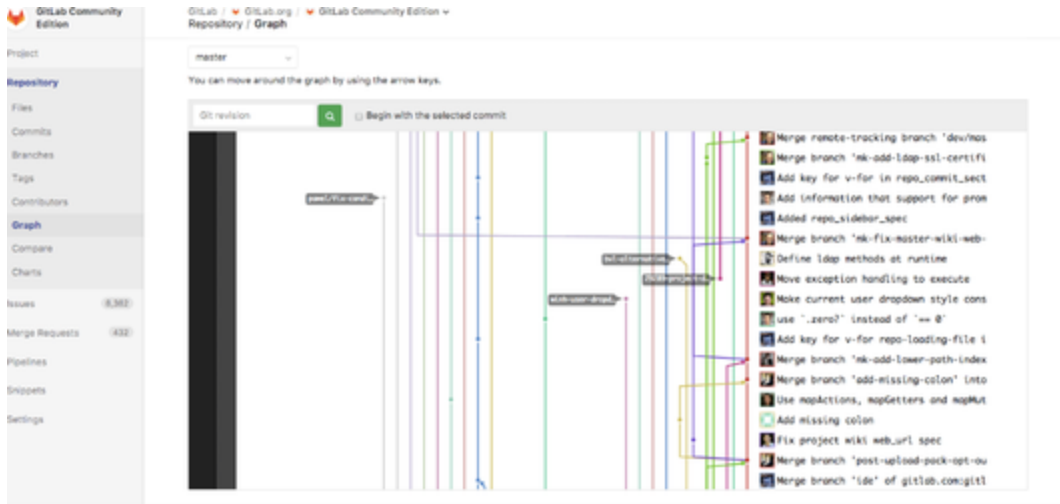 GitLab Community
Edition
GitLab / GitLab.org / GitLab Community Edition
Repository / Graph
Project
Repository
Files
Commits
Branches
Tags
Contributors
Graph
Compare
Charts
Issues 8,302
Merge Requests 432
Pipelines
Snippets
Settings
master
You can move around the graph by using the arrow keys.
Git revision
Begin with the selected commit
Merge remote-tracking branch 'dev/mas
Merge branch 'mk-add-ldap-ssl-certifi
Add key for v-for in repo_commit_sect
Add information that support for prom
Added repo_sidebar_spec
Merge branch 'mk-fix-master-wiki-web-
Define ldap methods at runtime
Move exception handling to execute
Make current user dropdown style cons
use `.zero?` instead of `== 0`
Add key for v-for repo-loading-file i
Merge branch 'mk-add-lower-path-index
Merge branch 'add-missing-colon' into
Use mapActions, mapGetters and mapMut
Add missing colon
Fix project wiki web_url spec
Merge branch 'post-upload-pack-opt-ou
Merge branch 'ide' of gitlab.com:gitl